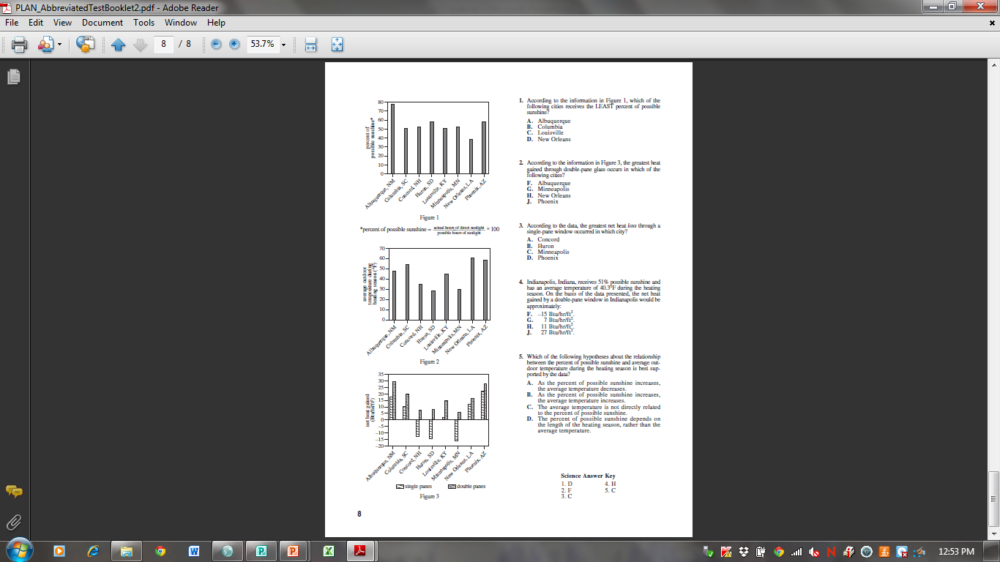 PLAN_AbbreviatedTestBooklet2.pdf - Adobe Reader
File Edit View Document Tools Window Help
8 / 8 53.7%
80
70
60
50
40
30
20
10
0
percent of
possible sunshine*
Albuquerque, NM
Columbia, SC
Concord, NH
Huron, SD
Louisville, KY
Minneapolis, MN
New Orleans, LA
Phoenix, AZ
Figure 1
*percent of possible sunshine = actual hours of direct sunlight
possible hours of sunlight × 100
70
60
50
40
30
20
10
0
average outdoor
temperature during
heating season (°F)
Albuquerque, NM
Columbia, SC
Concord, NH
Huron, SD
Louisville, KY
Minneapolis, MN
New Orleans, LA
Phoenix, AZ
Figure 2
35
30
25
20
15
10
5
0
–5
–10
–15
–20
net heat gained
(Btu/hr/ft²)
Albuquerque, NM
Columbia, SC
Concord, NH
Huron, SD
Louisville, KY
Minneapolis, MN
New Orleans, LA
Phoenix, AZ
single panes double panes
Figure 3
8
1. According to the information in Figure 1, which of the
following cities receives the LEAST percent of possible
sunshine?
A. Albuquerque
B. Columbia
C. Louisville
D. New Orleans
2. According to the information in Figure 3, the greatest heat
gained through double-pane glass occurs in which of the
following cities?
F. Albuquerque
G. Minneapolis
H. New Orleans
J. Phoenix
3. According to the data, the greatest net heat loss through a
single-pane window occurred in which city?
A. Concord
B. Huron
C. Minneapolis
D. Phoenix
4. Indianapolis, Indiana, receives 51% possible sunshine and
has an average temperature of 40.3°F during the heating
season. On the basis of the data presented, the net heat
gained by a double-pane window in Indianapolis would be
approximately:
F. –15 Btu/hr/ft².
G. 7 Btu/hr/ft².
H. 11 Btu/hr/ft².
J. 27 Btu/hr/ft².
5. Which of the following hypotheses about the relationship
between the percent of possible sunshine and average out-
door temperature during the heating season is best sup-
ported by the data?
A. As the percent of possible sunshine increases,
the average temperature decreases.
B. As the percent of possible sunshine increases,
the average temperature increases.
C. The average temperature is not directly related
to the percent of possible sunshine.
D. The percent of possible sunshine depends on
the length of the heating season, rather than the
average temperature.
Science Answer Key
1. D 4. H
2. F 5. C
3. C
12:53 PM